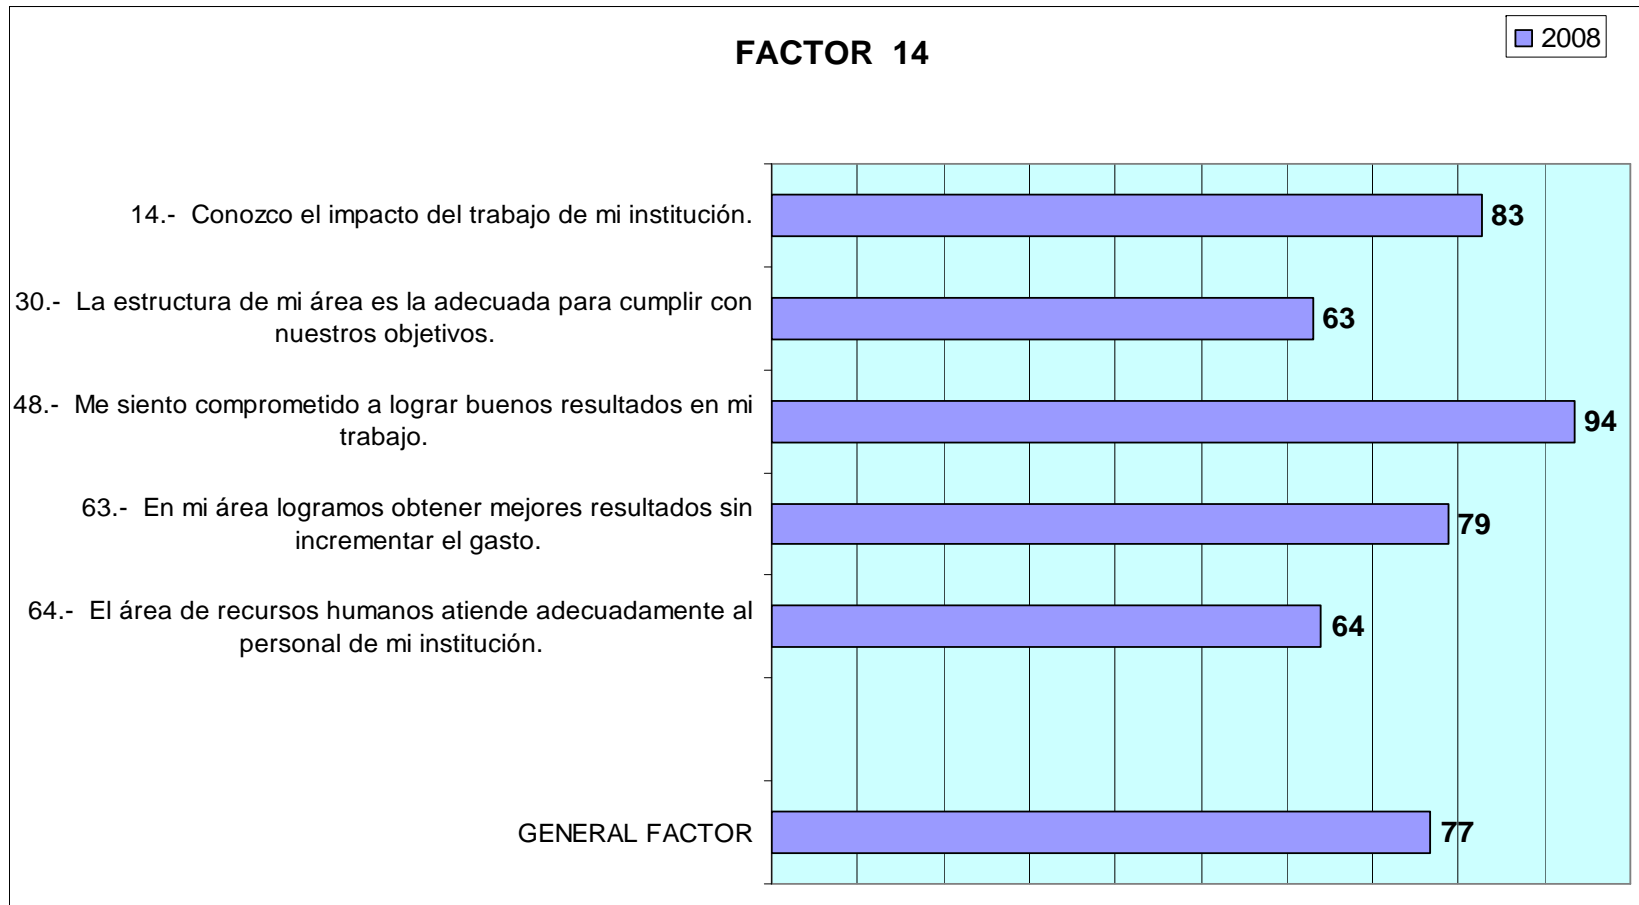 FACTOR 14
2008
14.- Conozco el impacto del trabajo de mi institución.
83
30.- La estructura de mi área es la adecuada para cumplir con
nuestros objetivos.
63
48.- Me siento comprometido a lograr buenos resultados en mi
trabajo.
94
63.- En mi área logramos obtener mejores resultados sin
incrementar el gasto.
79
64.- El área de recursos humanos atiende adecuadamente al
personal de mi institución.
64
GENERAL FACTOR
77